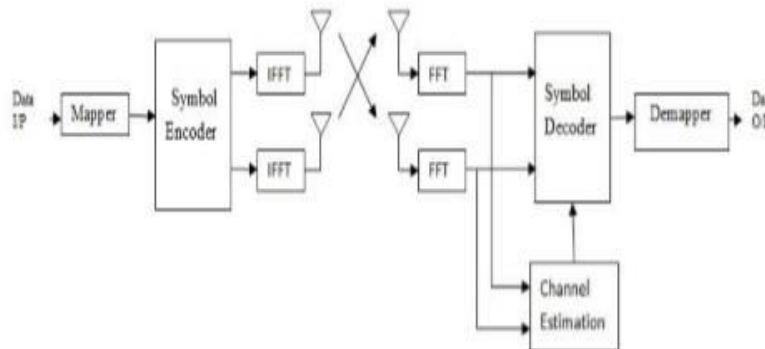 Data
IP
Mapper
Symbol
Encoder
IFFT
IFFT
FFT
FFT
Symbol
Decoder
Demapper
Channel
Estimation